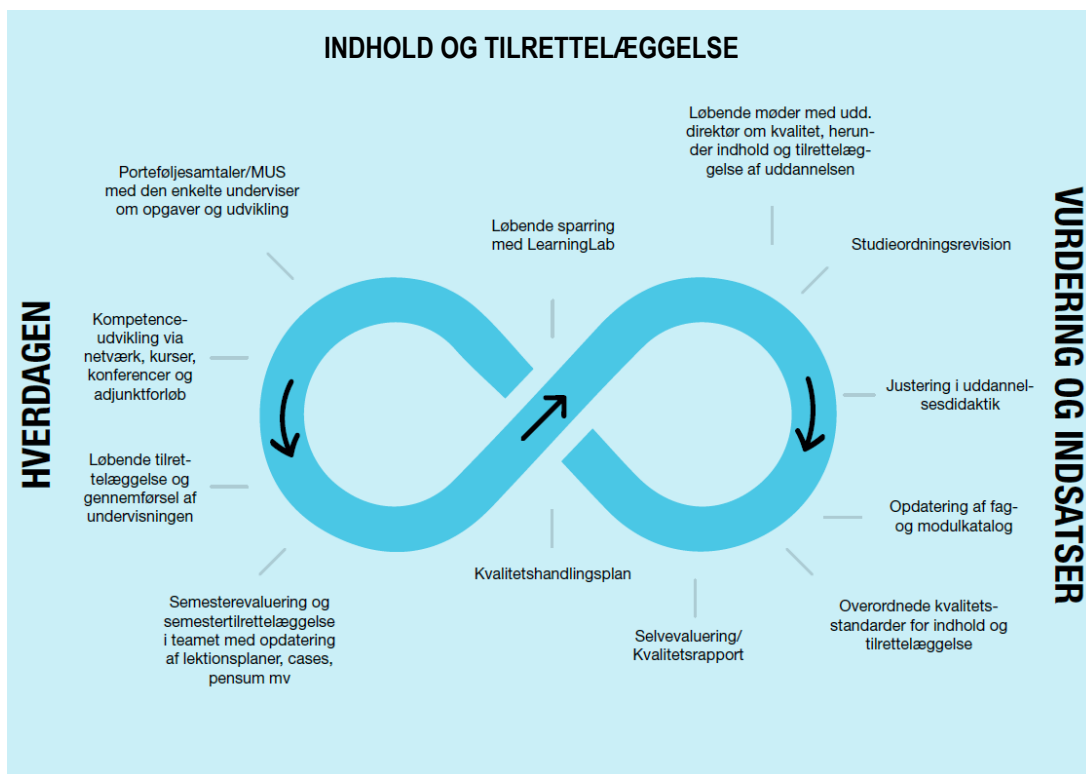 INDHOLD OG TILRETTELÆGGELSE
HVERDAGEN
Porteføljesamtaler/MUS
med den enkelte underviser
om opgaver og udvikling
Kompetence-
udvikling via
netværk, kurser,
konferencer og
adjunktforløb
Løbende tilret-
telæggelse og
gennemførsel af
undervisningen
Semesterevaluering og
semestertilrettelæggelse
i teamet med opdatering
af lektionsplaner, cases,
pensum mv
Løbende sparring
med LearningLab
Kvalitetshandlingsplan
Løbende møder med udd.
direktør om kvalitet, herun-
der indhold og tilrettelæg-
gelse af uddannelsen
Studieordningsrevision
Justering i uddannel-
sesdidaktik
Opdatering af fag-
og modulkatalog
Overordnede kvalitets-
standarder for indhold og
tilrettelæggelse
Selvevaluering/
Kvalitetsrapport
VURDERING OG INDSATSER